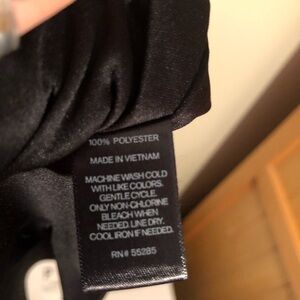 100% POLYESTER
MADE IN VIETNAM
MACHINE WASH COLD
WITH LIKE COLORS.
GENTLE CYCLE.
ONLY NON-CHLORINE
BLEACH WHEN
NEEDED. LINE DRY.
COOL IRON IF NEEDED.
RN# 55285